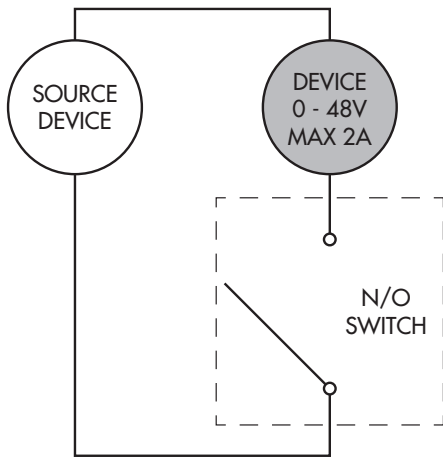 SOURCE
DEVICE
DEVICE
0 - 48V
MAX 2A
N/O
SWITCH